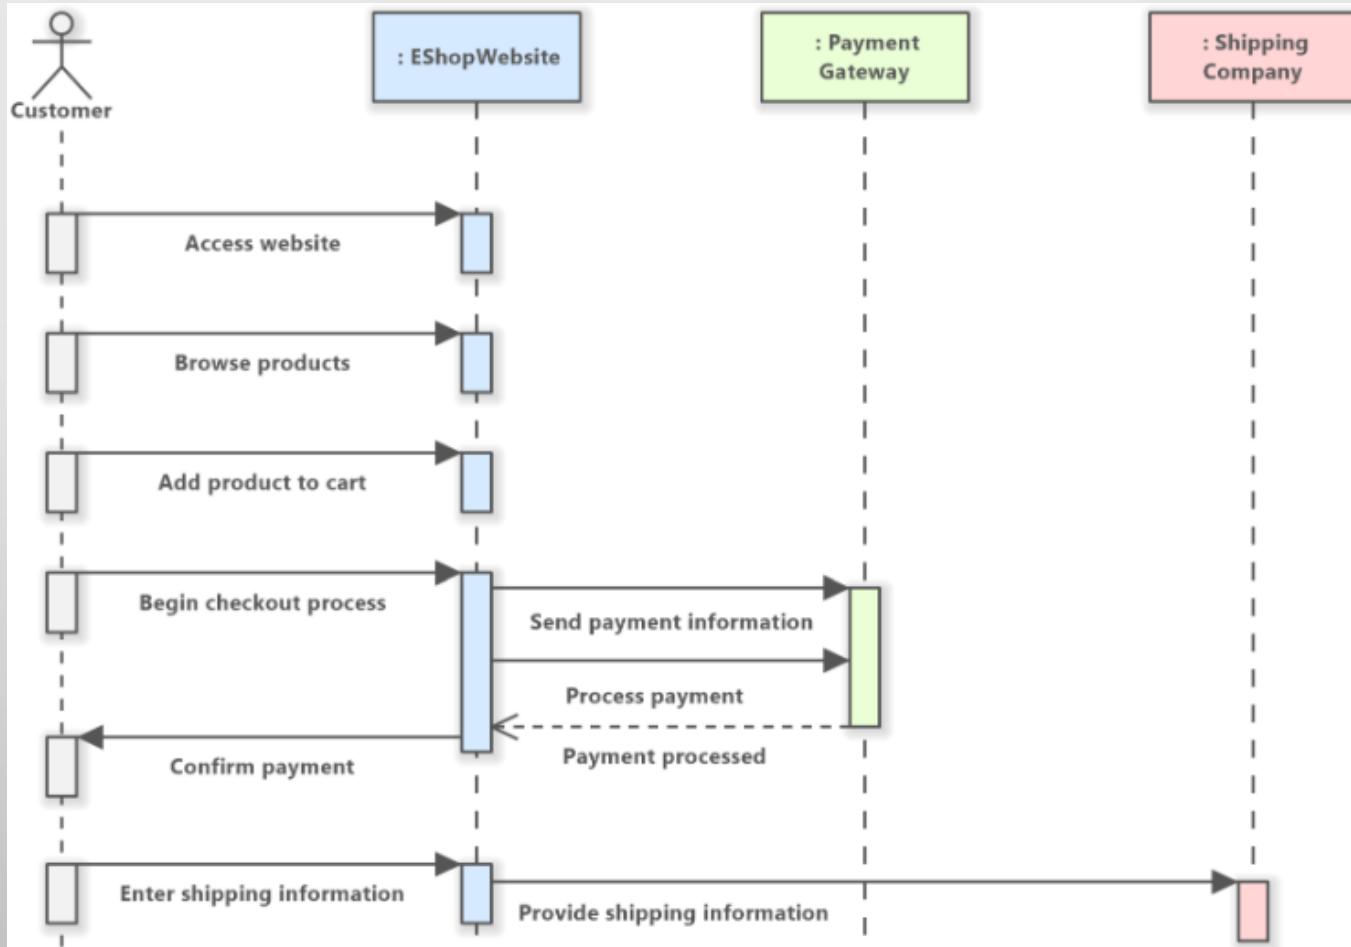 Customer
: EShopWebsite
: Payment
Gateway
: Shipping
Company
Access website
Browse products
Add product to cart
Begin checkout process
Send payment information
Process payment
Payment processed
Confirm payment
Enter shipping information
Provide shipping information